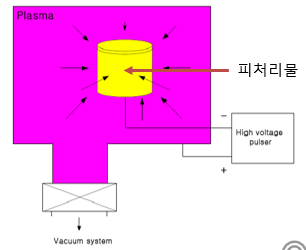 Plasma
피처리물
−
High voltage
pulser
+
Vacuum system